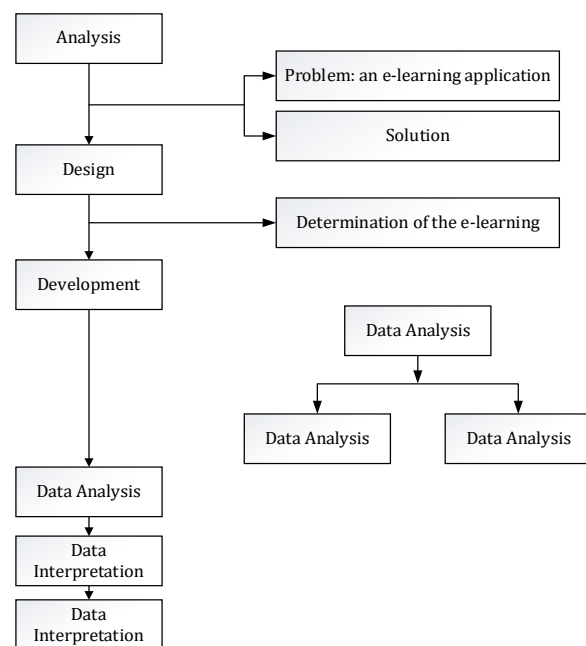 Analysis
Problem: an e-learning application
Solution
Design
Determination of the e-learning
Development
Data Analysis
Data Analysis
Data Analysis
Data Analysis
Data
Interpretation
Data
Interpretation